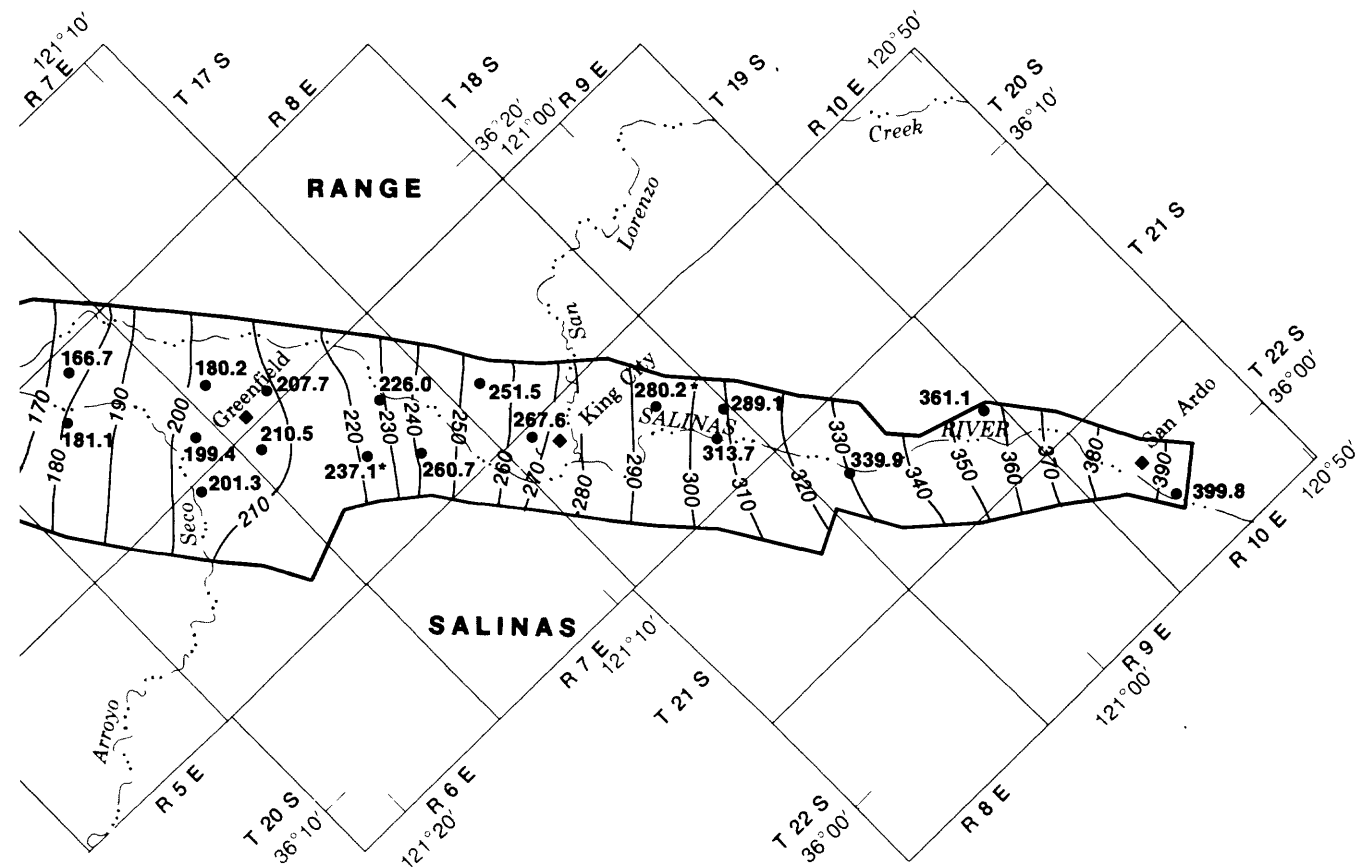 121°10′
R 7 E
T 17 S
R 8 E
T 18 S
36°20′
121°00′
R 9 E
T 19 S
R 10 E
120°50′
T 20 S
36°10′
Creek
RANGE
Lorenzo
San
T 21 S
T 22 S
36°00′
120°50′
R 10 E
166.7
180.2
207.7
226.0
251.5
280.2*
289.1
361.1
Greenfield
King City
SALINAS
RIVER
San Ardo
181.1
199.4
210.5
237.1*
260.7
267.6
313.7
339.9
399.8
201.3
170
180
190
200
210
220
230
240
250
260
270
280
290
300
310
320
330
340
350
360
370
380
390
Seco
Arroyo
SALINAS
R 5 E
T 20 S
36°10′
121°20′
R 6 E
R 7 E
121°10′
T 21 S
T 22 S
36°00′
R 8 E
121°00′
R 9 E